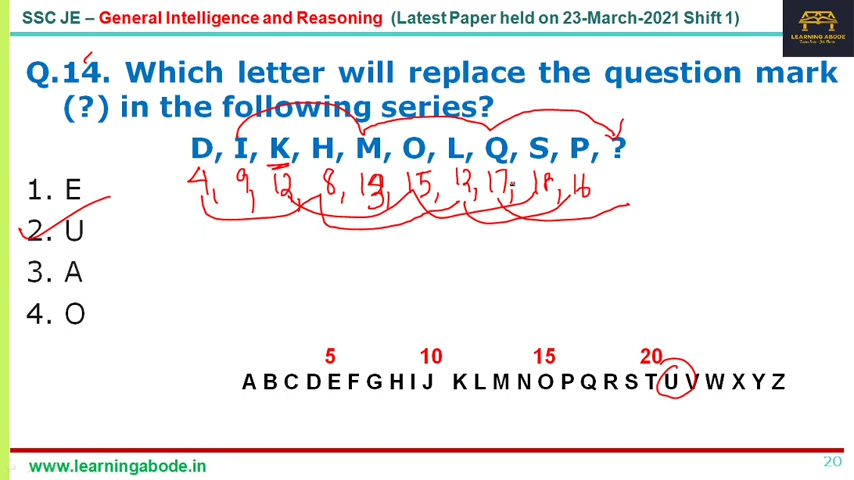 SSC JE – General Intelligence and Reasoning (Latest Paper held on 23-March-2021 Shift 1)
LEARNING ABODE
Q.14. Which letter will replace the question mark
(?) in the following series?
D, I, K, H, M, O, L, Q, S, P, ?
4, 9, 12, 8, 13, 15, 12, 17, 18, 16
1. E
2. U
3. A
4. O
5 10 15 20
A B C D E F G H I J K L M N O P Q R S T U V W X Y Z
www.learningabode.in
20